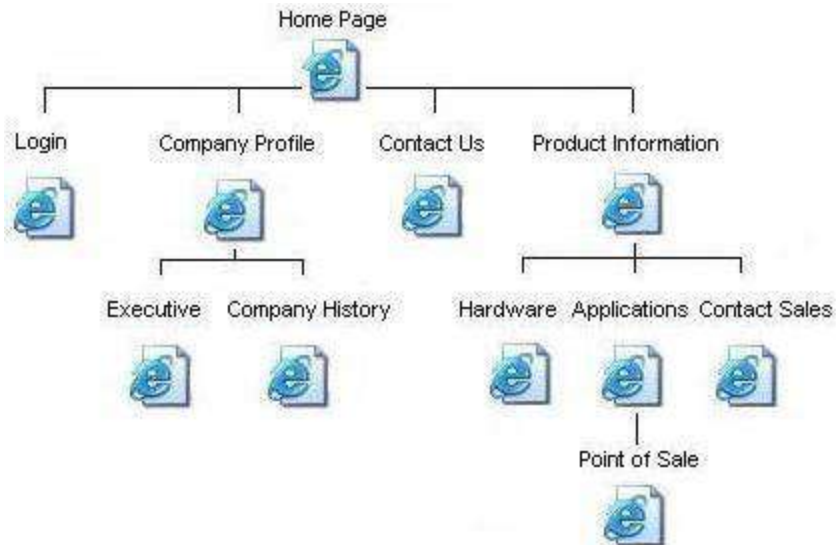 Home Page
Login Company Profile Contact Us Product Information
Executive Company History Hardware Applications Contact Sales
Point of Sale